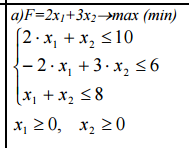 a)F=2x₁+3x₂→max (min)
2·x₁ + x₂ ≤ 10
-2·x₁ + 3·x₂ ≤ 6
x₁ + x₂ ≤ 8
x₁ ≥ 0, x₂ ≥ 0